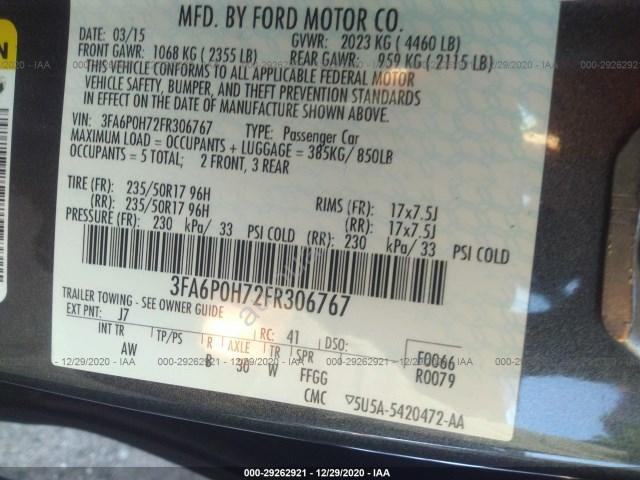 MFD. BY FORD MOTOR CO.
DATE: 03/15 GVWR: 2023 KG ( 4460 LB)
FRONT GAWR: 1068 KG ( 2355 LB) REAR GAWR: 959 KG ( 2115 LB)
THIS VEHICLE CONFORMS TO ALL APPLICABLE FEDERAL MOTOR
VEHICLE SAFETY, BUMPER, AND THEFT PREVENTION STANDARDS
IN EFFECT ON THE DATE OF MANUFACTURE SHOWN ABOVE.
VIN: 3FA6P0H72FR306767 TYPE: Passenger Car
MAXIMUM LOAD = OCCUPANTS + LUGGAGE = 385KG/ 850LB
OCCUPANTS = 5 TOTAL; 2 FRONT, 3 REAR
TIRE (FR): 235/50R17 96H RIMS (FR): 17x7.5J
(RR): 235/50R17 96H (RR): 17x7.5J
PRESSURE (FR): 230 kPa/ 33 PSI COLD (RR): 230 kPa/ 33 PSI COLD
3FA6P0H72FR306767
TRAILER TOWING - SEE OWNER GUIDE
EXT PNT: J7 RC: 41 DSO: F0066
INT TR TP/PS R AXLE TR SPR R0079
AW B 30 W FFGG
CMC ▽5U5A-5420472-AA
000-29262921 / 12/29/2020 - IAA